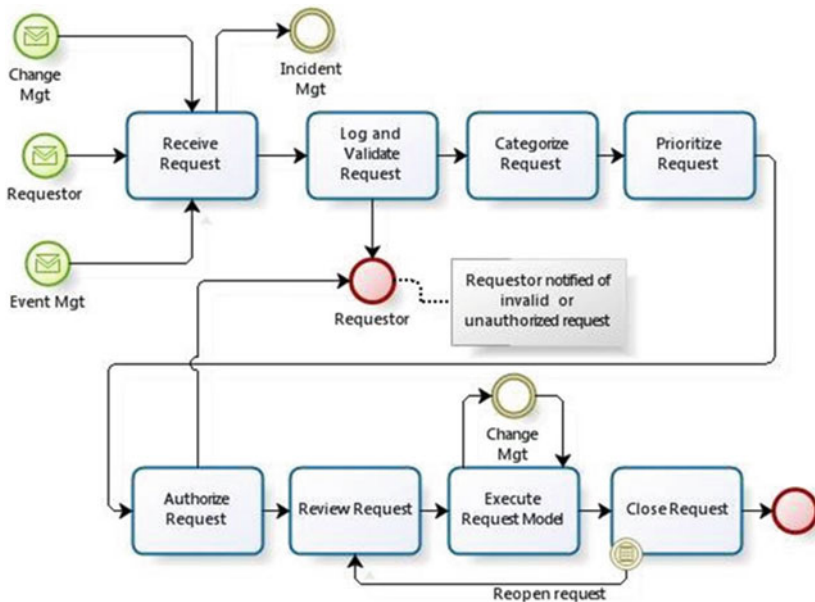 Change
Mgt
Incident
Mgt
Receive
Request
Log and
Validate
Request
Categorize
Request
Prioritize
Request
Requestor
Event Mgt
Requestor
Requestor notified of
invalid or
unauthorized request
Change
Mgt
Authorize
Request
Review Request
Execute
Request Model
Close Request
Reopen request